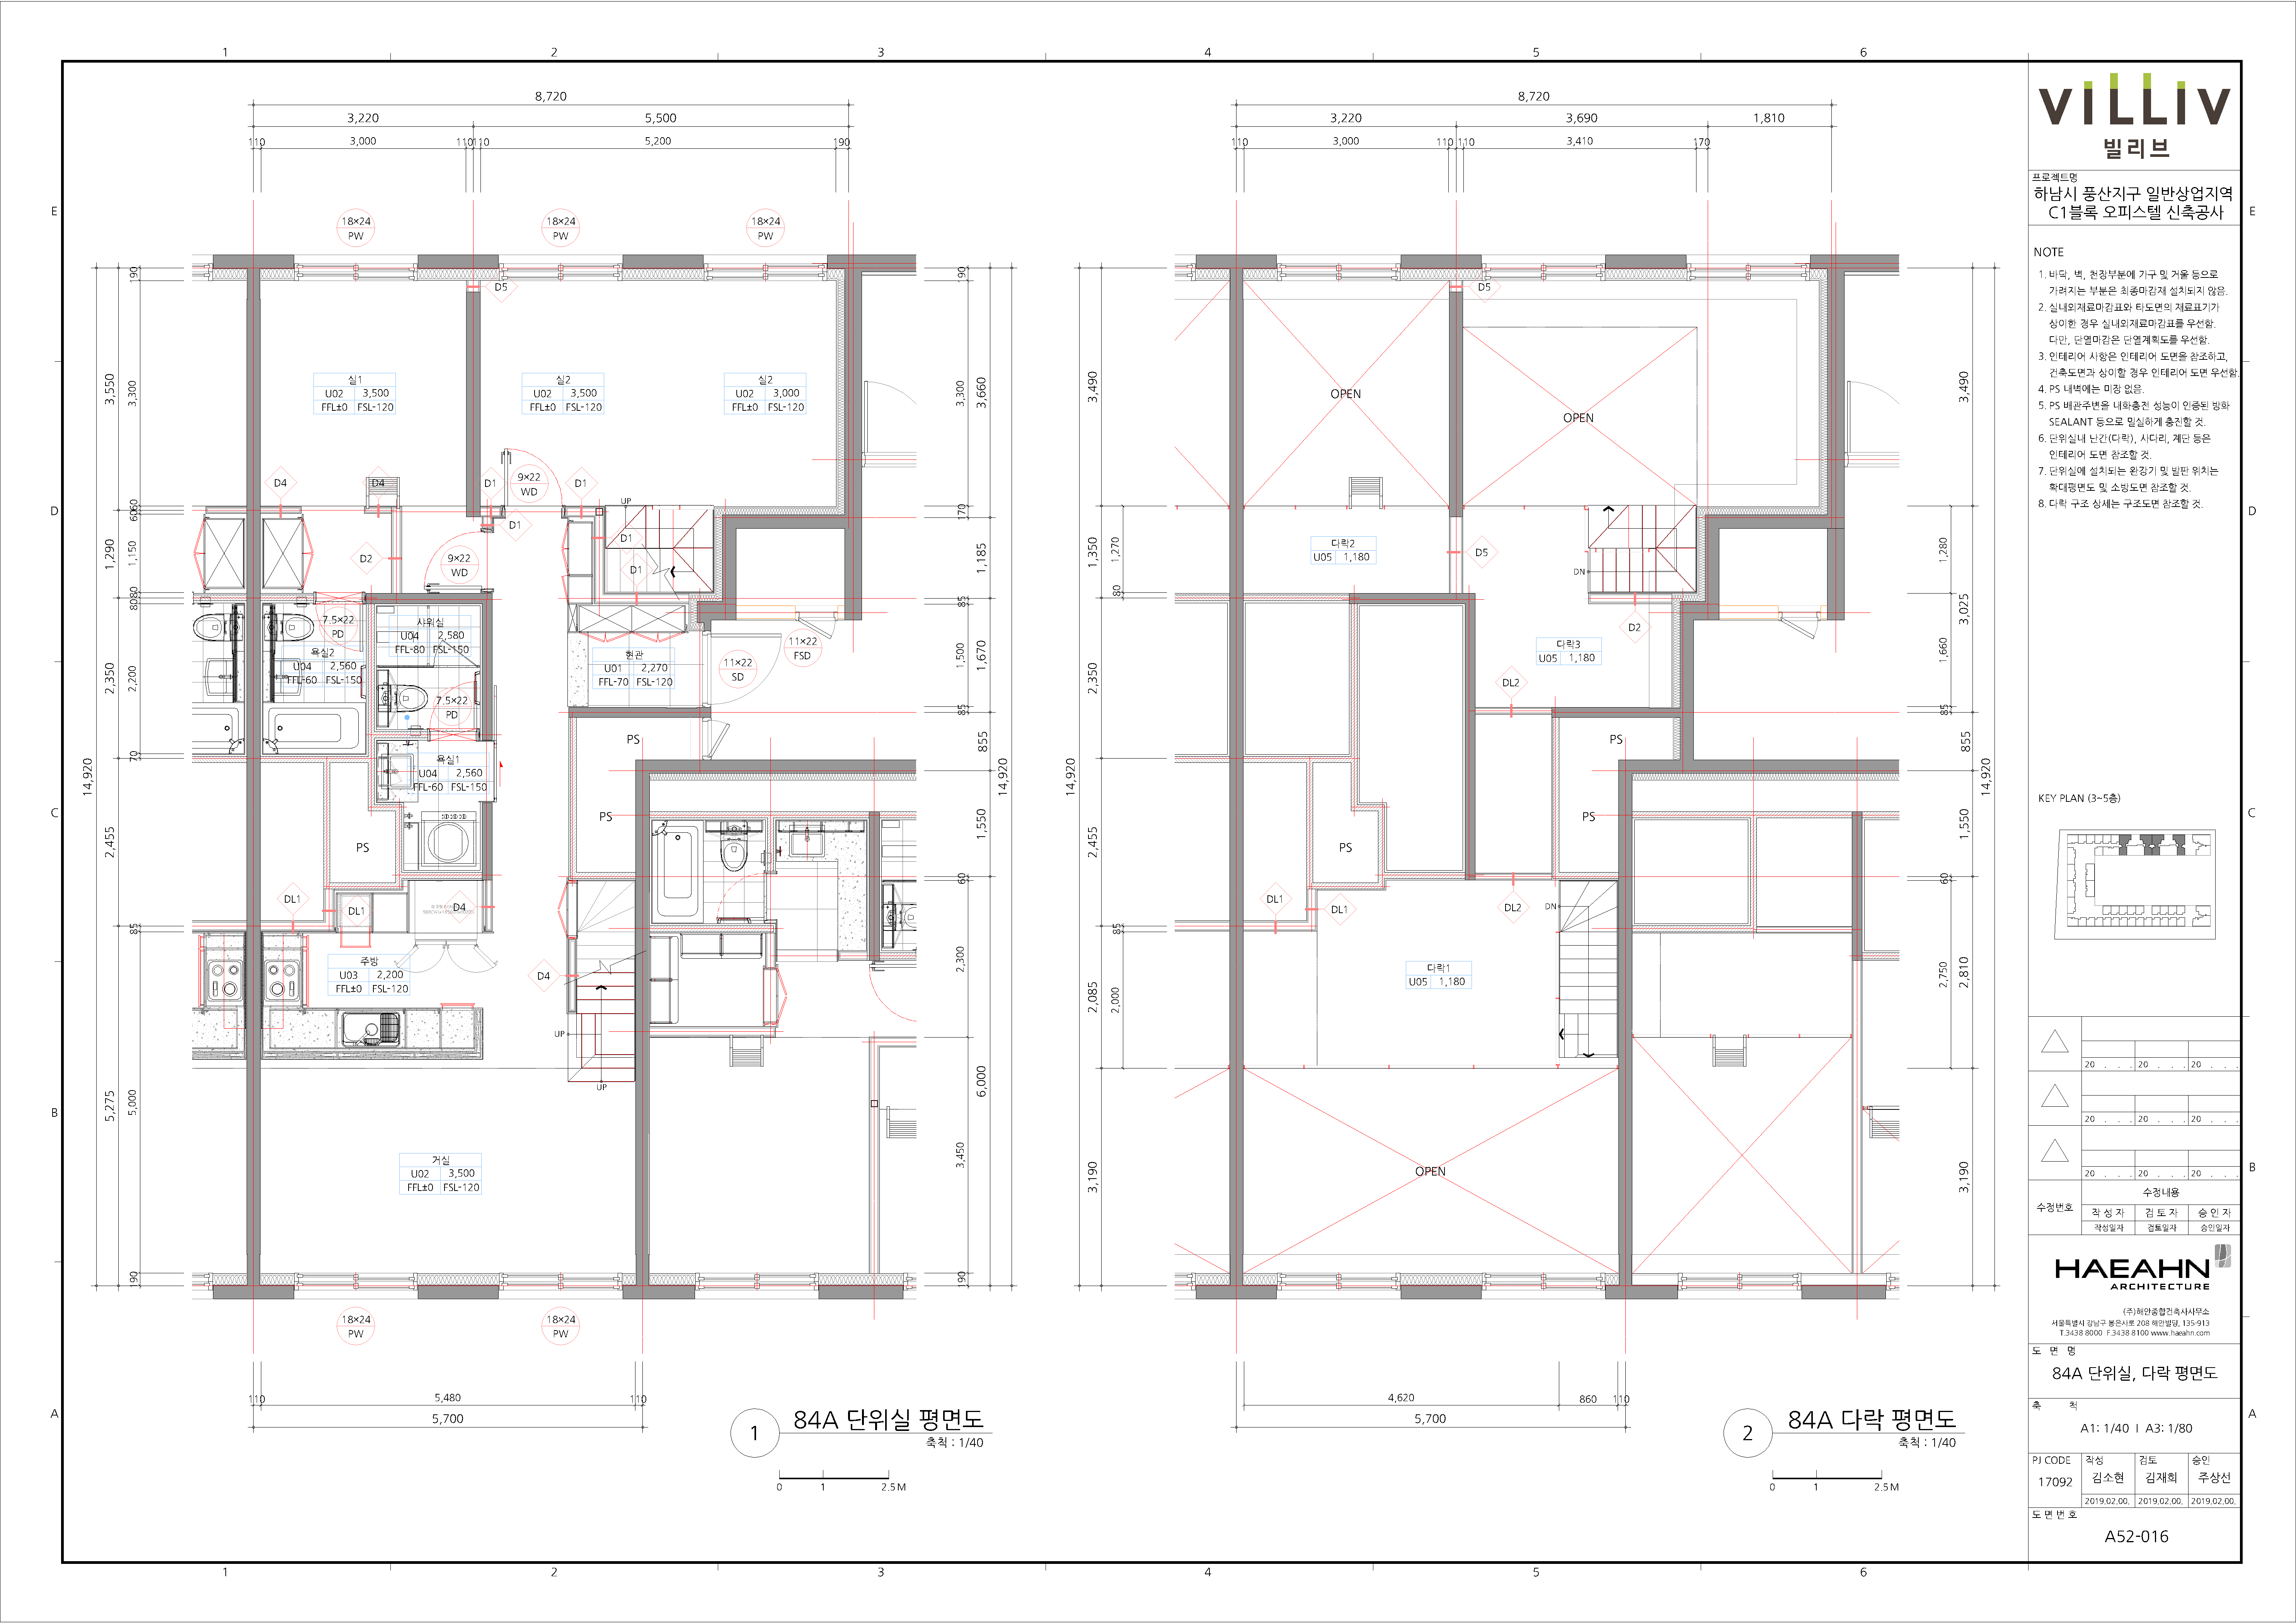 1
2
3
4
5
6
E
D
C
B
A
8,720
3,220
5,500
110
3,000
110
110
5,200
190
18×24
PW
18×24
PW
18×24
PW
D5
실1
U02 3,500
FFL±0 FSL-120
실2
U02 3,500
FFL±0 FSL-120
실2
U02 3,000
FFL±0 FSL-120
D4
D4
D1
9×22
WD
D1
UP
D1
D1
D1
D2
9×22
WD
7.5×22
PD
샤워실
U04 2,580
FFL-80 FSL-150
욕실2
U04 2,560
FFL-60 FSL-150
현관
U01 2,270
FFL-70 FSL-120
11×22
SD
11×22
FSD
7.5×22
PD
PS
욕실1
U04 2,560
FFL-60 FSL-150
PS
PS
DL1
DL1
D4
주방
U03 2,200
FFL±0 FSL-120
D4
UP
UP
거실
U02 3,500
FFL±0 FSL-120
18×24
PW
18×24
PW
14,920
3,550
1,290
2,350
2,455
5,275
190
3,300
60
60
1,150
80
80
2,200
70
85
5,000
190
190
3,300
170
85
1,500
85
60
2,300
3,450
190
3,660
1,185
1,670
855
1,550
6,000
14,920
110
5,480
110
5,700
1
84A 단위실 평면도
축척 : 1/40
0 1 2.5 M
8,720
3,220
3,690
1,810
110
3,000
110
110
3,410
170
D5
OPEN
OPEN
다락2
U05 1,180
D5
DN
D2
다락3
U05 1,180
DL2
PS
PS
PS
DL1
DL1
DL2
DN
다락1
U05 1,180
OPEN
14,920
3,490
1,350
2,350
2,455
2,085
3,190
1,270
80
85
2,000
1,280
1,660
85
60
2,750
3,490
3,025
855
1,550
2,810
3,190
14,920
4,620
860
110
5,700
2
84A 다락 평면도
축척 : 1/40
0 1 2.5 M
VILLIV
빌리브
프로젝트명
하남시 풍산지구 일반상업지역
C1블록 오피스텔 신축공사
NOTE
1. 바닥, 벽, 천장부분에 가구 및 거울 등으로
가려지는 부분은 최종마감재 설치되지 않음.
2. 실내외재료마감표와 타도면의 재료표기가
상이한 경우 실내외재료마감표를 우선함.
다만, 단열마감은 단열계획도를 우선함.
3. 인테리어 사항은 인테리어 도면을 참조하고,
건축도면과 상이할 경우 인테리어 도면 우선함.
4. PS 내벽에는 미장 없음.
5. PS 배관주변을 내화충전 성능이 인증된 방화
SEALANT 등으로 밀실하게 충진할 것.
6. 단위실내 난간(다락), 사다리, 계단 등은
인테리어 도면 참조할 것.
7. 단위실에 설치되는 완강기 및 발판 위치는
확대평면도 및 소방도면 참조할 것.
8. 다락 구조 상세는 구조도면 참조할 것.
KEY PLAN (3~5층)
20 . . . 20 . . . 20 . . .
20 . . . 20 . . . 20 . . .
20 . . . 20 . . . 20 . . .
수정번호
수정내용
작 성 자 검 토 자 승 인 자
작성일자 검토일자 승인일자
HAEAHN
ARCHITECTURE
(주)해안종합건축사사무소
서울특별시 강남구 봉은사로 208 해안빌딩, 135-913
T.3438 8000 F.3438 8100 www.haeahn.com
도 면 명
84A 단위실, 다락 평면도
축 척
A1: 1/40 I A3: 1/80
PJ CODE 작성 검토 승인
17092 김소현 김재희 주상선
2019.02.00. 2019.02.00. 2019.02.00.
도 면 번 호
A52-016
E
D
C
B
A
1
2
3
4
5
6